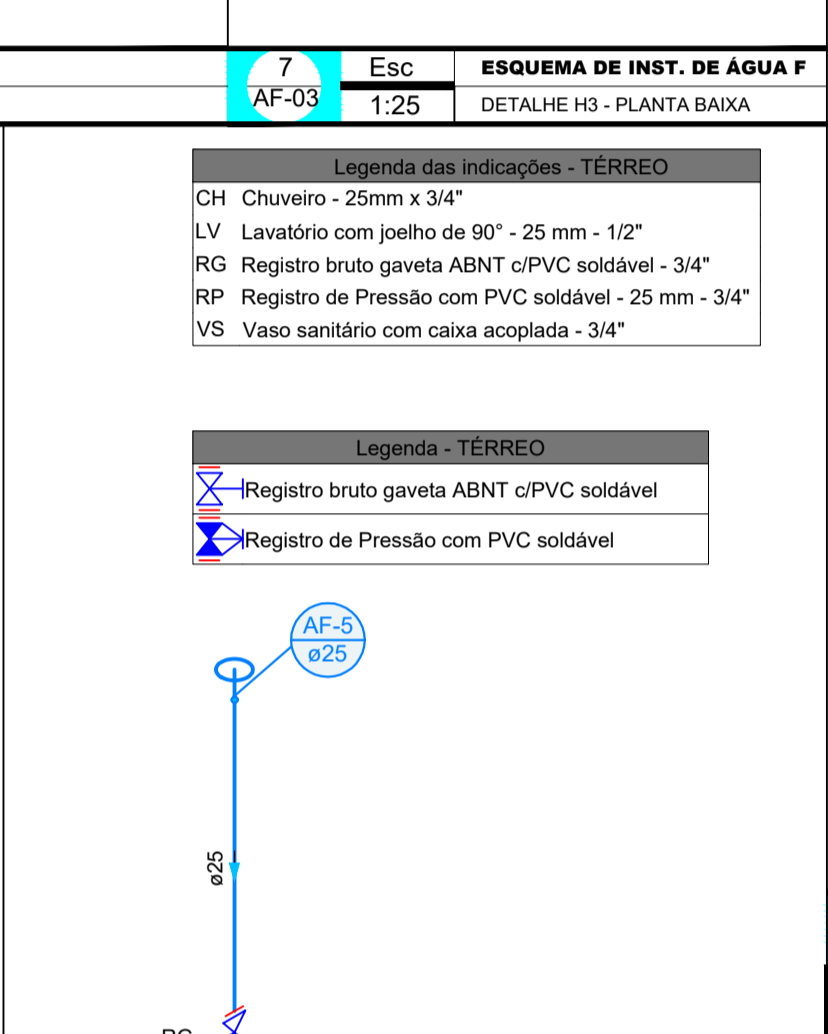 7
AF-03
Esc
1:25
ESQUEMA DE INST. DE ÁGUA F
DETALHE H3 - PLANTA BAIXA
Legenda das indicações - TÉRREO
CH Chuveiro - 25mm x 3/4"
LV Lavatório com joelho de 90° - 25 mm - 1/2"
RG Registro bruto gaveta ABNT c/PVC soldável - 3/4"
RP Registro de Pressão com PVC soldável - 25 mm - 3/4"
VS Vaso sanitário com caixa acoplada - 3/4"
Legenda - TÉRREO
Registro bruto gaveta ABNT c/PVC soldável
Registro de Pressão com PVC soldável
AF-5
ø25
ø25